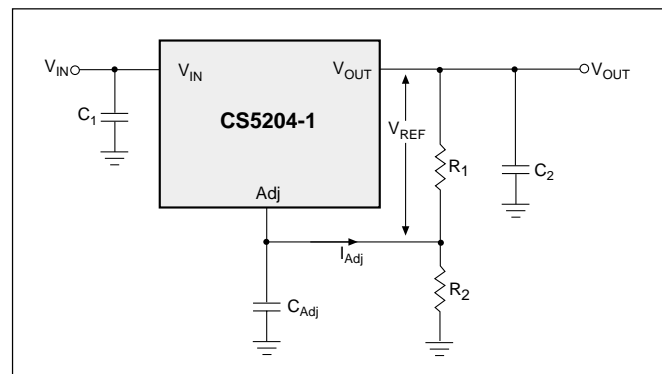 V_IN
V_IN
V_OUT
V_OUT
C_1
CS5204-1
V_REF
R_1
C_2
Adj
I_Adj
R_2
C_Adj